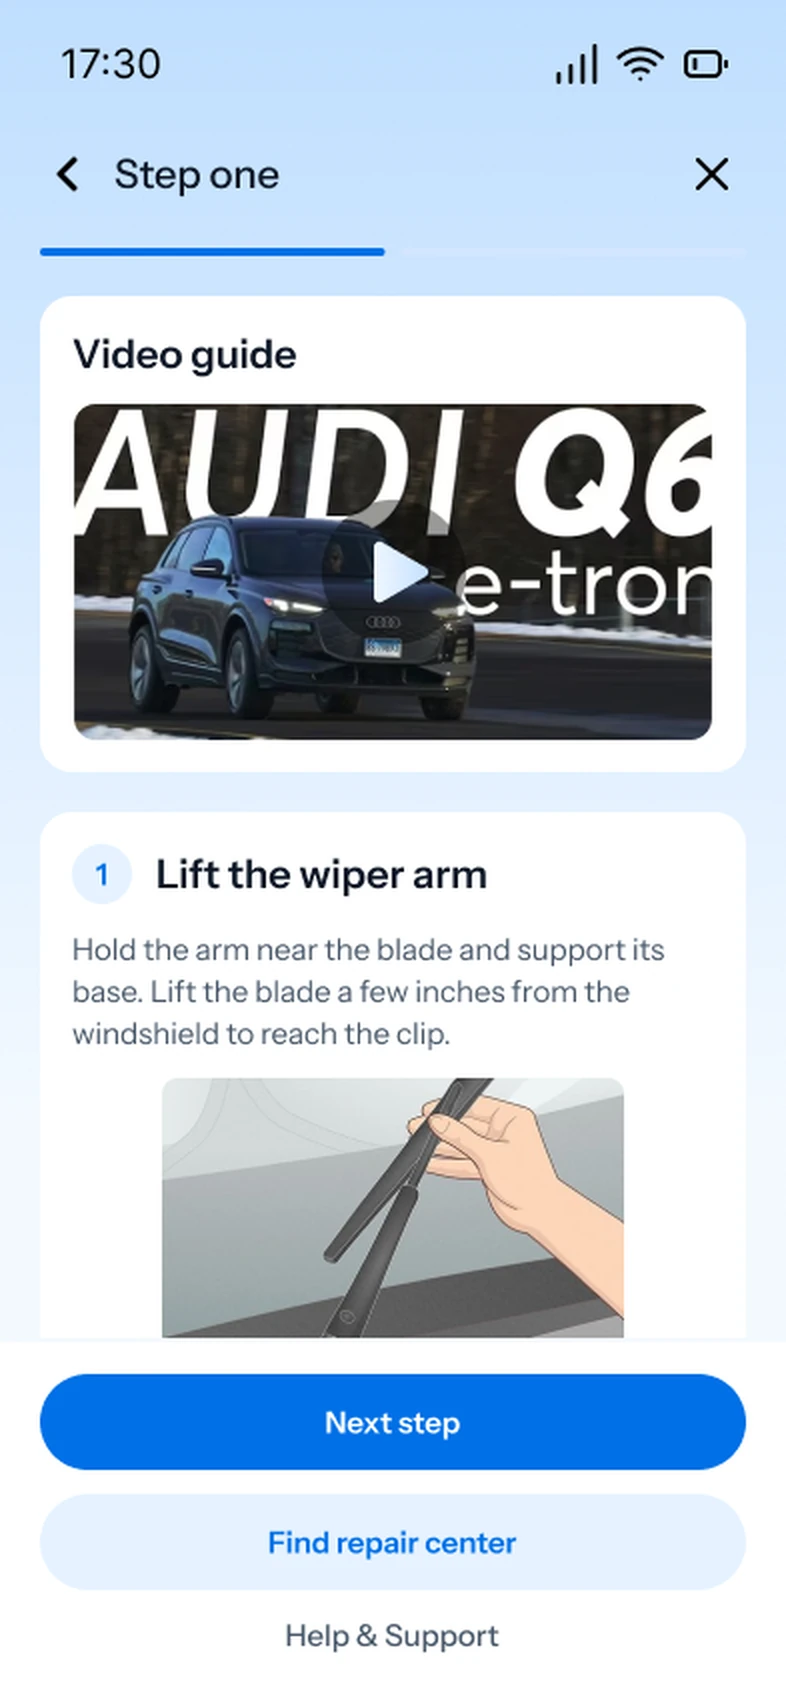 17:30
Step one
Video guide
AUDI Q6
e-tron
1
Lift the wiper arm
Hold the arm near the blade and support its
base. Lift the blade a few inches from the
windshield to reach the clip.
Next step
Find repair center
Help & Support